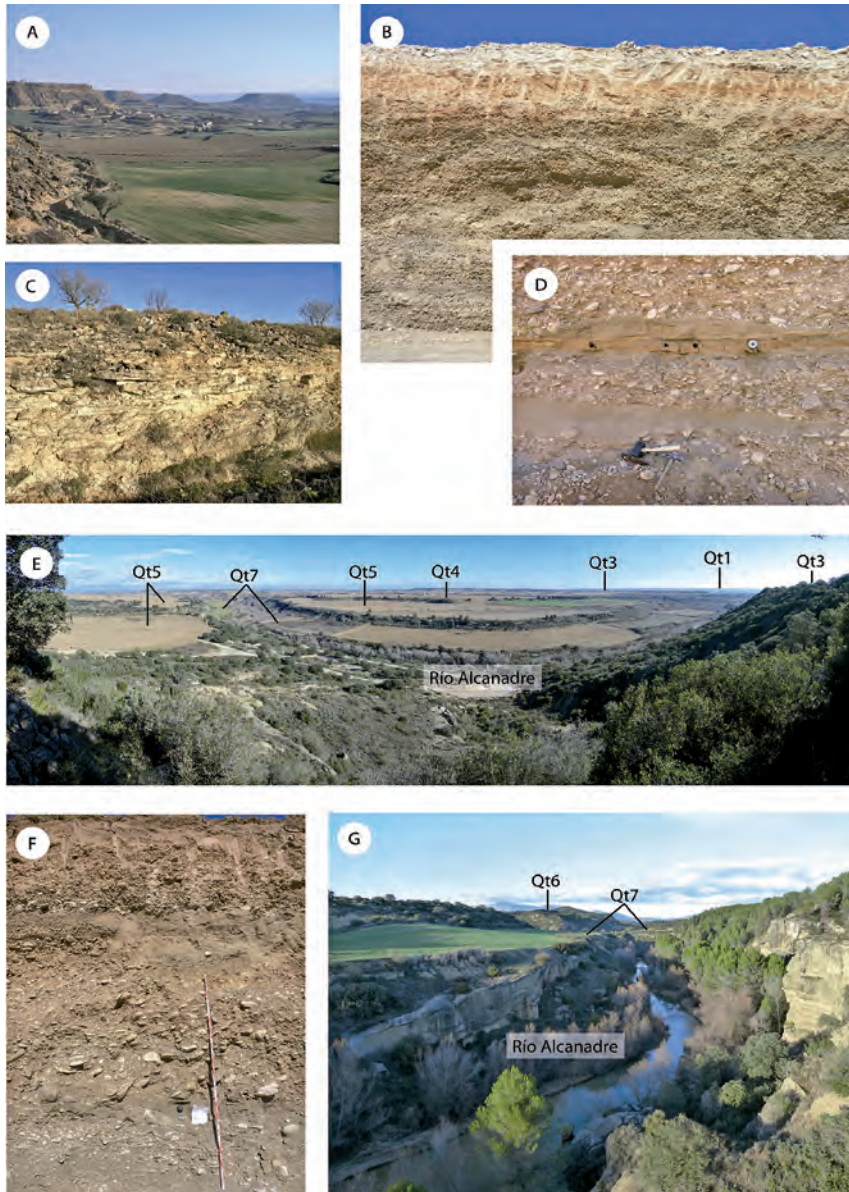 A
B
C
D
E
Qt5
Qt7
Qt5
Qt4
Qt3
Qt1
Qt3
Río Alcanadre
F
G
Qt6
Qt7
Río Alcanadre